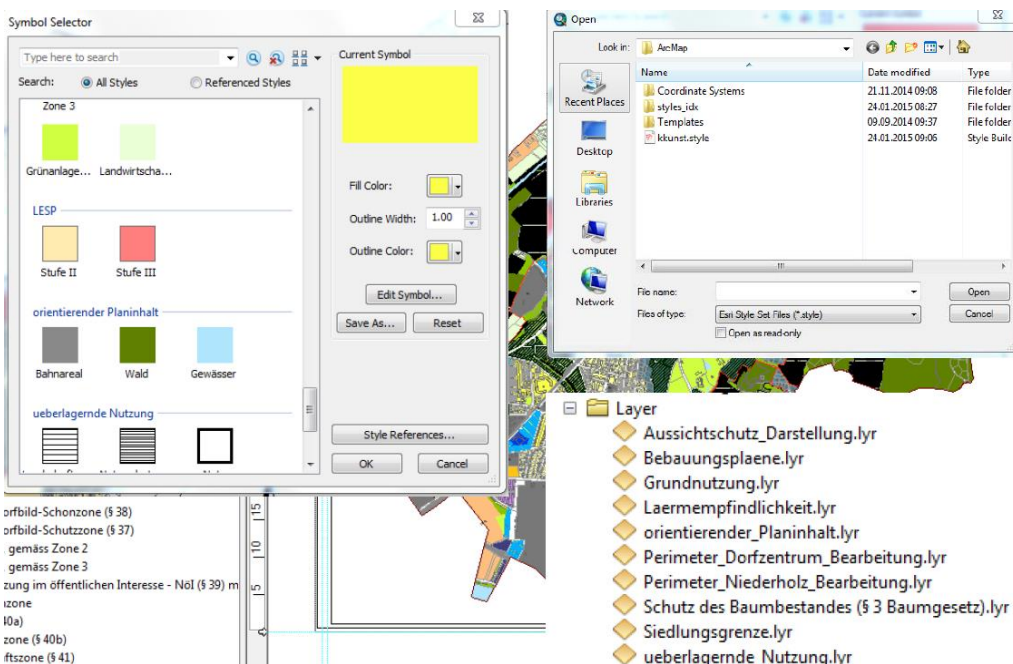 Symbol Selector
Type here to search
Search: All Styles Referenced Styles
Zone 3
Grünanlage... Landwirtscha...
LESP
Stufe II Stufe III
orientierender Planinhalt
Bahnareal Wald Gewässer
ueberlagernde Nutzung
Current Symbol
Fill Color:
Outline Width: 1.00
Outline Color:
Edit Symbol...
Save As... Reset
Style References...
OK Cancel
Open
Look in: ArcMap
Name Date modified Type
Recent Places
Desktop
Libraries
Computer
Network
Coordinate Systems 21.11.2014 09:08 File folder
styles_idx 24.01.2015 08:27 File folder
Templates 09.09.2014 09:37 File folder
kkunst.style 24.01.2015 09:06 Style Builc
File name: Open
Files of type: Esri Style Set Files (*.style) Cancel
Open as read-only
Layer
Aussichtschutz_Darstellung.lyr
Bebauungsplaene.lyr
Grundnutzung.lyr
Laermempfindlichkeit.lyr
orientierender_Planinhalt.lyr
Perimeter_Dorfzentrum_Bearbeitung.lyr
Perimeter_Niederholz_Bearbeitung.lyr
Schutz des Baumbestandes (§ 3 Baumgesetz).lyr
Siedlungsgrenze.lyr
ueberlagernde_Nutzung.lyr
orfbild-Schonzone (§ 38)
orfbild-Schutzzone (§ 37)
gemäss Zone 2
gemäss Zone 3
zung im öffentlichen Interesse - NöI (§ 39) m
zone
40a)
zone (§ 40b)
ftszone (§ 41)
15
10
5